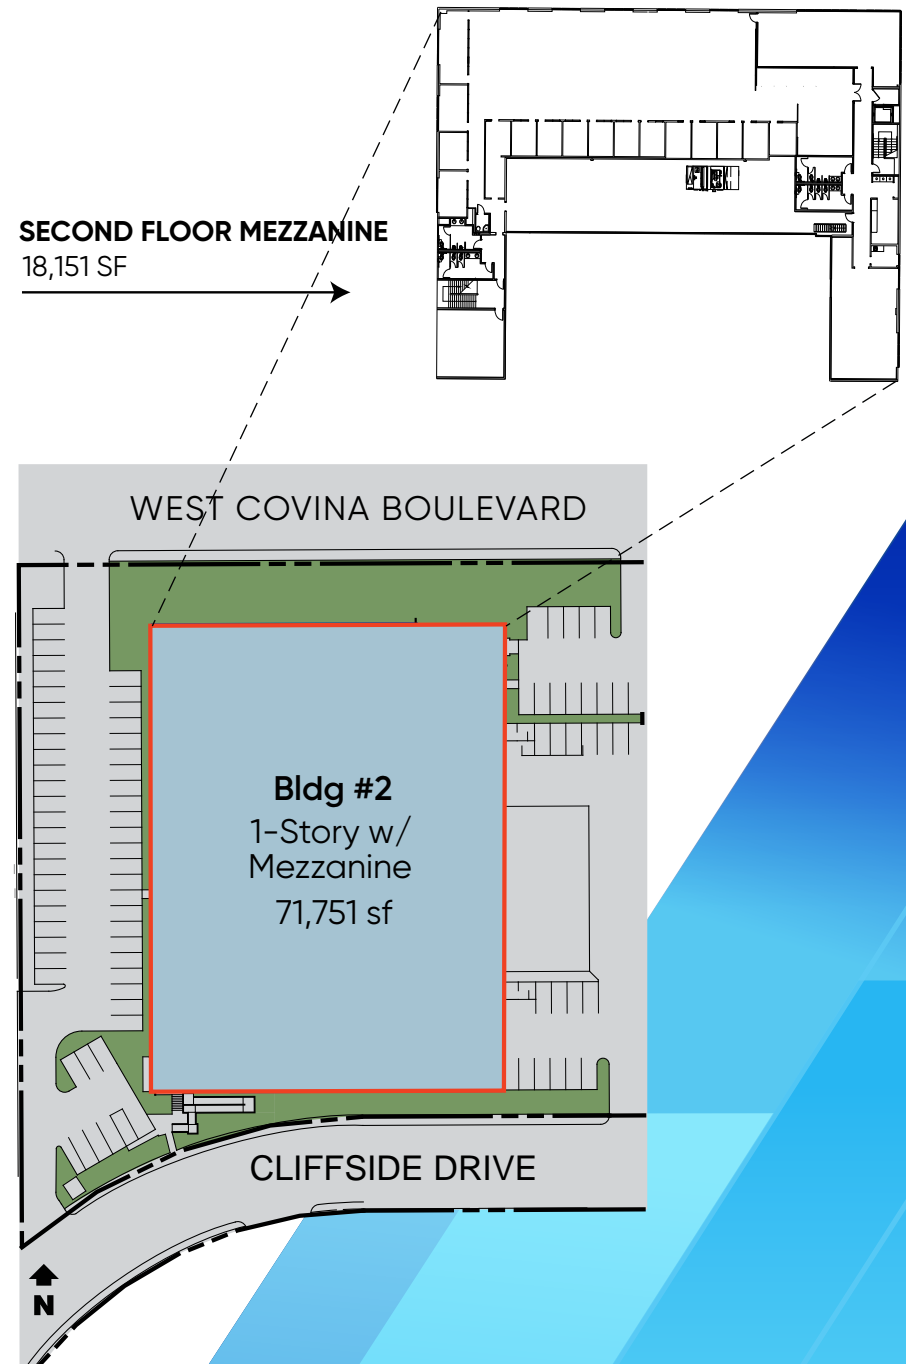 SECOND FLOOR MEZZANINE
18,151 SF
WEST COVINA BOULEVARD
Bldg #2
1-Story w/
Mezzanine
71,751 sf
CLIFFSIDE DRIVE
N